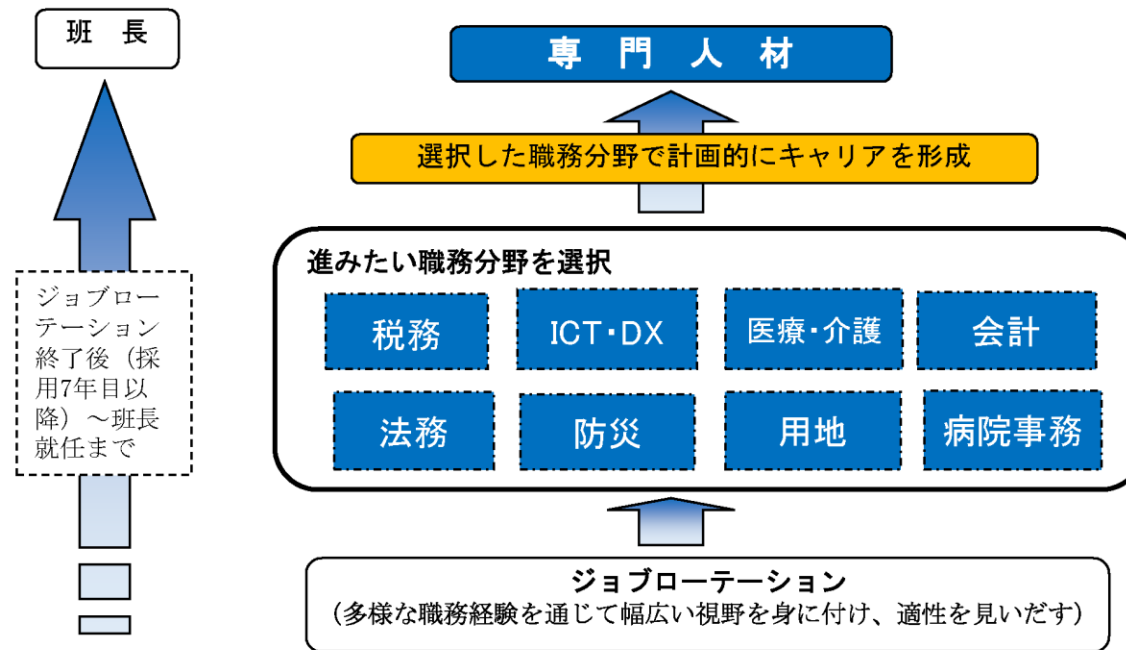 班　長
専　門　人　材
選択した職務分野で計画的にキャリアを形成
進みたい職務分野を選択
税務
ICT・DX
医療・介護
会計
法務
防災
用地
病院事務
ジョブロー
テーション
終了後（採
用7年目以
降）～班長
就任まで
ジョブローテーション
（多様な職務経験を通じて幅広い視野を身に付け、適性を見いだす）